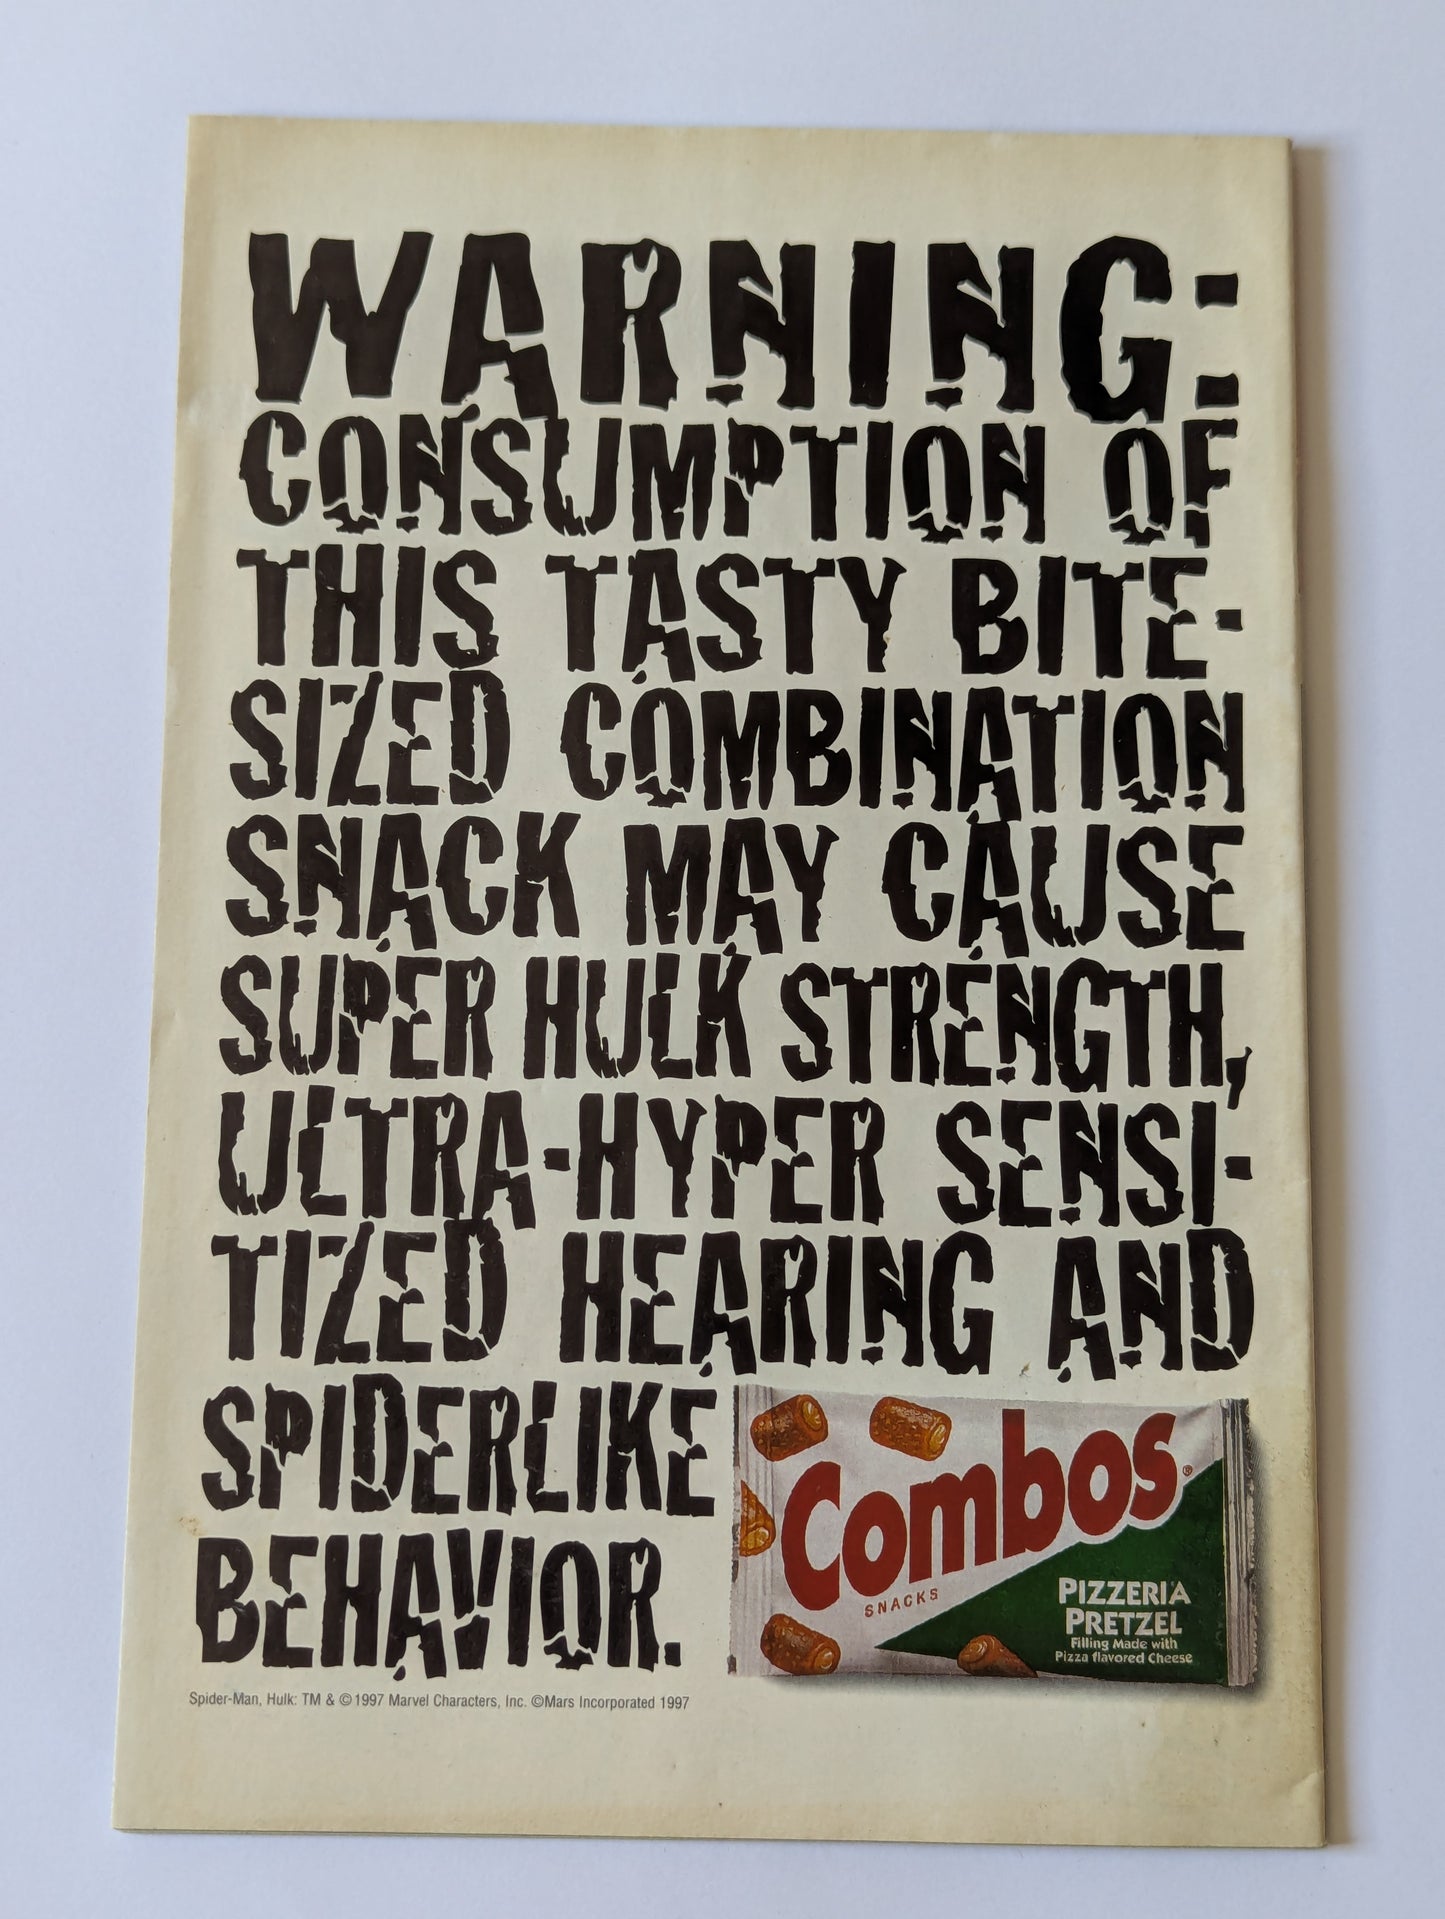 WARNING:
CONSUMPTION OF
THIS TASTY BITE-
SIZED COMBINATION
SNACK MAY CAUSE
SUPER HULK STRENGTH,
ULTRA-HYPER SENSI-
TIZED HEARING AND
SPIDERLIKE
BEHAVIOR.
Combos®
SNACKS
PIZZERIA
PRETZEL
Filling Made with
Pizza flavored Cheese
Spider-Man, Hulk: TM & ©1997 Marvel Characters, Inc. ©Mars Incorporated 1997